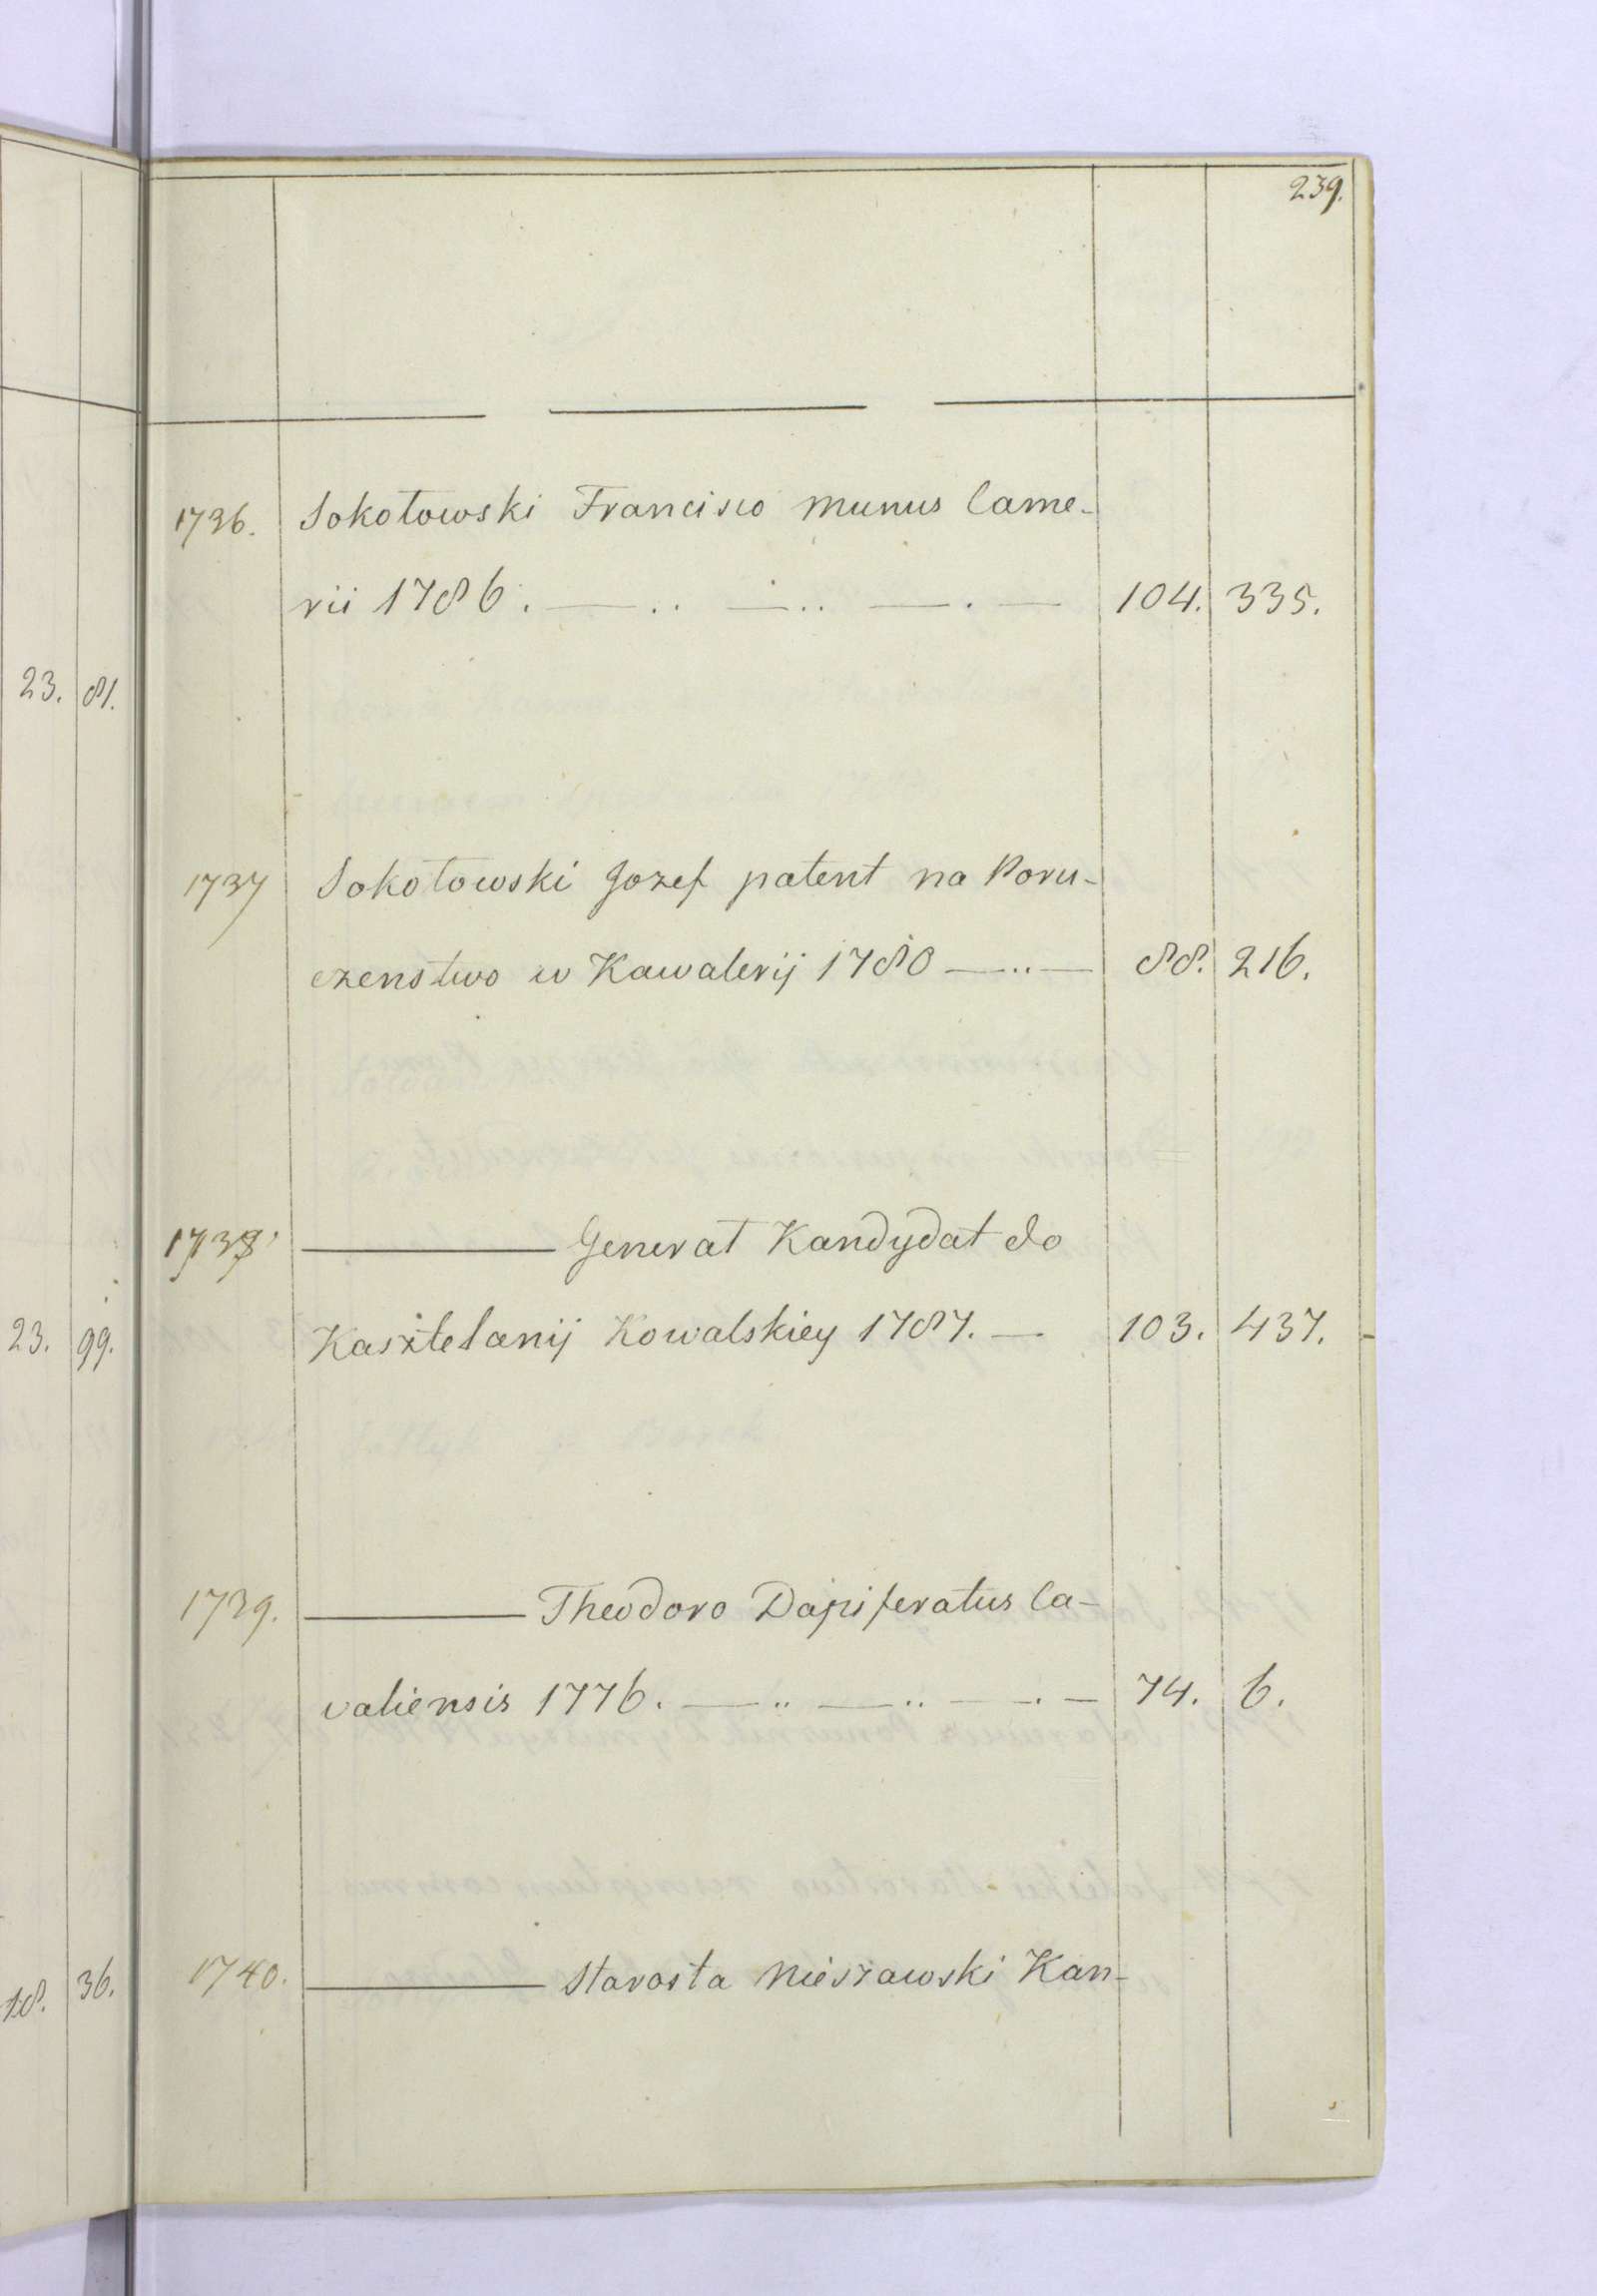 239.
1736. Sokołowski Francisco munus Came-
rii 1786. 104. 335.
23. 81.
1737 Sokołowski Jozef patent na Poru-
czenstwo w Kawalerij 1780 88. 216.
Generał Kandydat do
23. 99.
Kasztelanij Kowalskiey 1787. 103. 437.
1739. Theodoro Dapiferatus Ca-
valiensis 1776. 74. 6.
36.
1740. Starosta Nieszawski Kan-